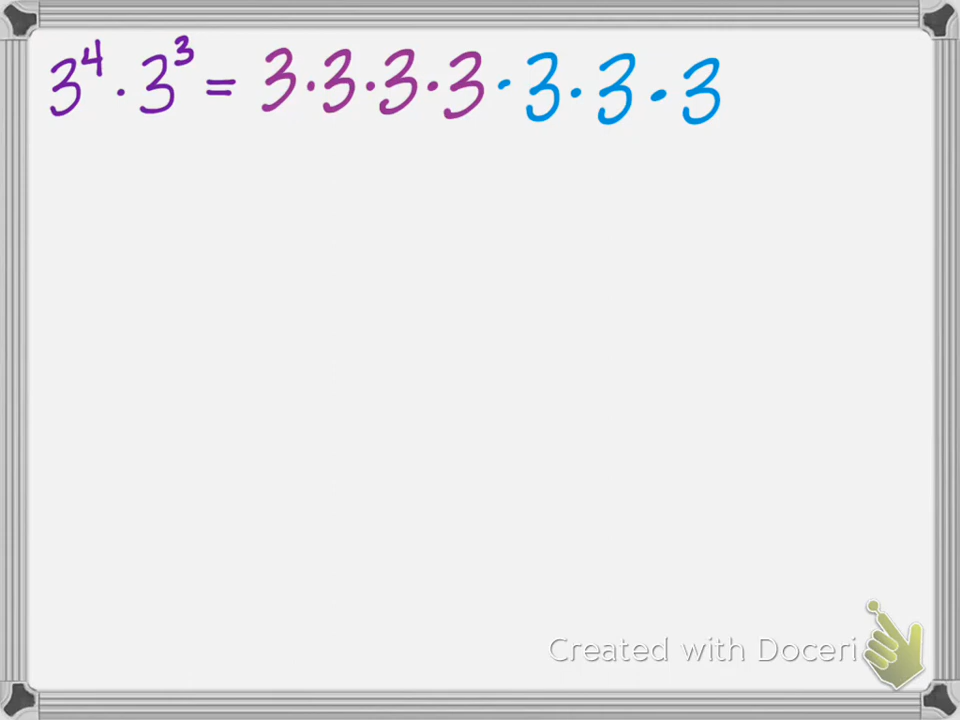 3⁴ · 3³ = 3 · 3 · 3 · 3 · 3 · 3 · 3
Created with Doceri